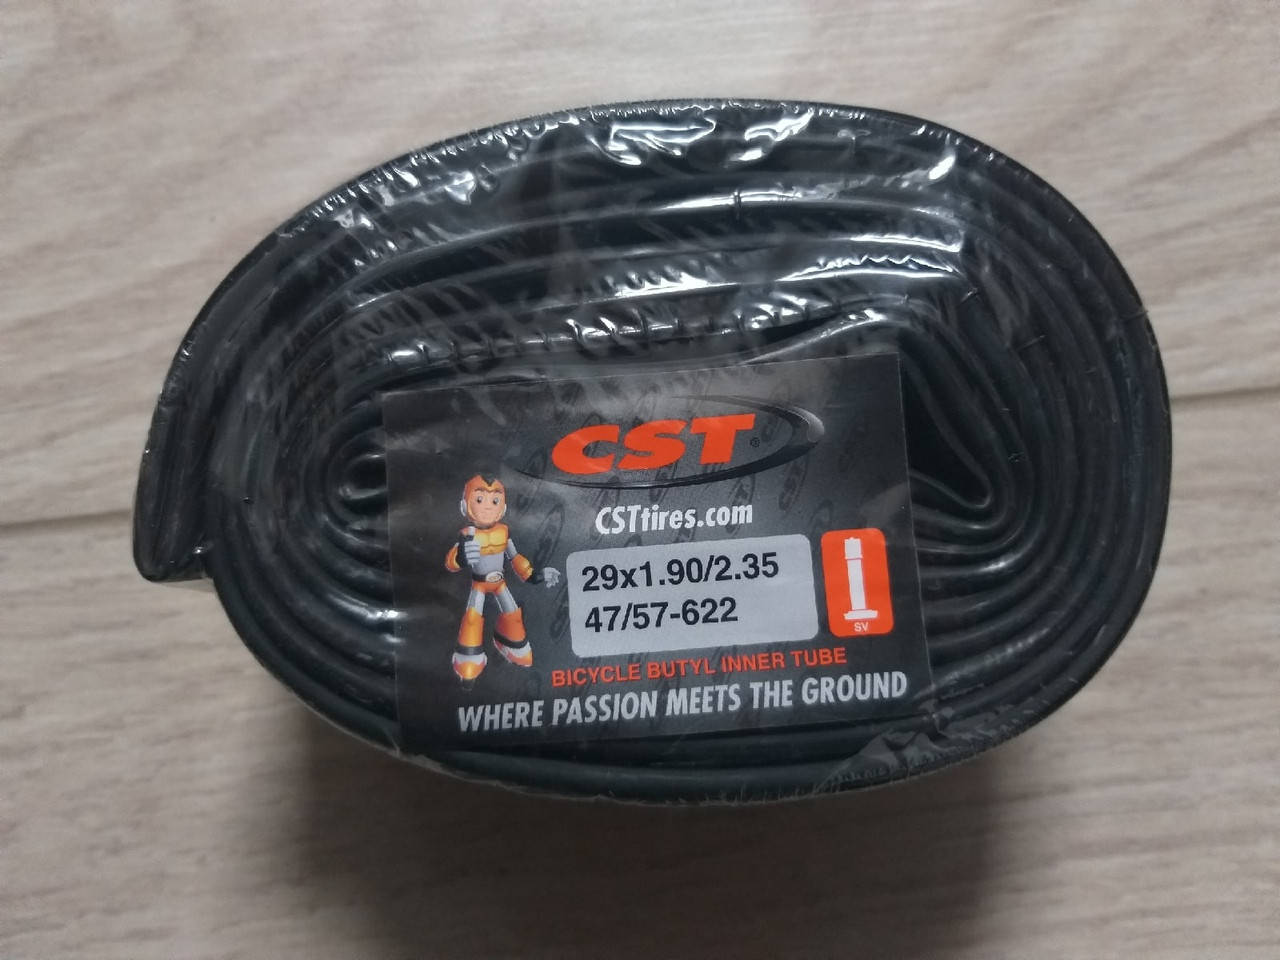 CST®
CSTtires.com
29x1.90/2.35
47/57-622
SV
BICYCLE BUTYL INNER TUBE
WHERE PASSION MEETS THE GROUND